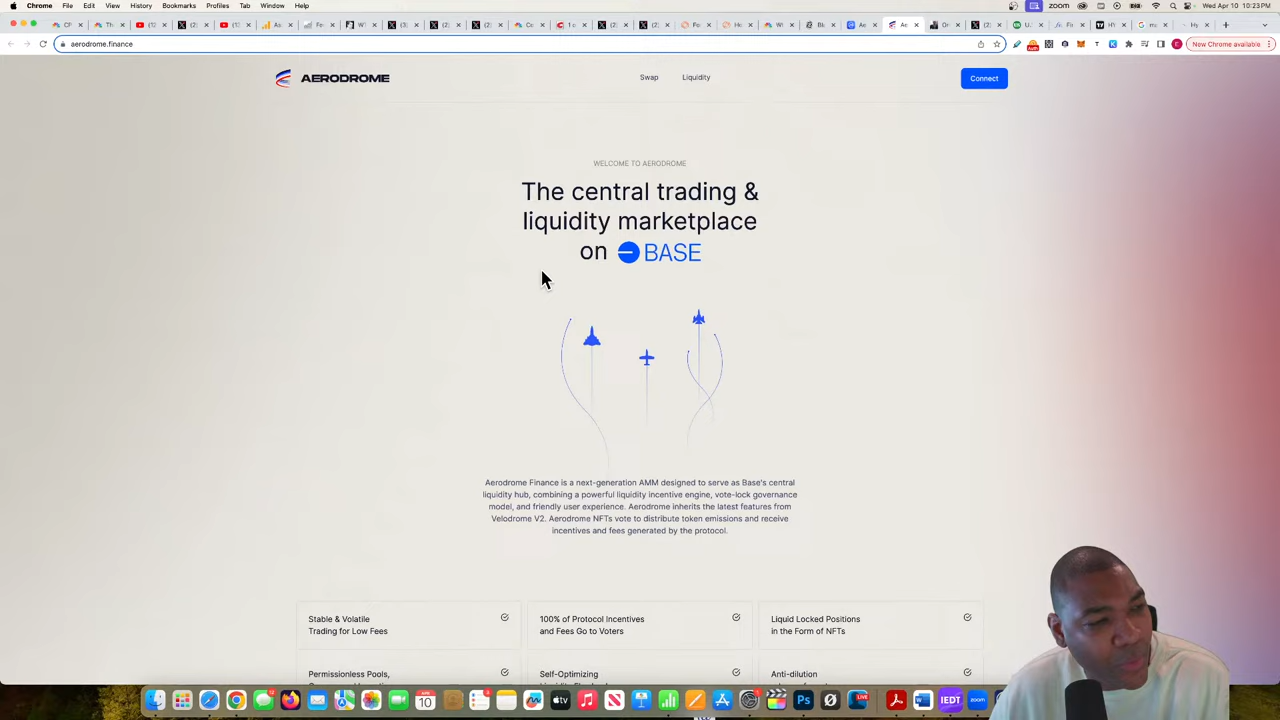 Chrome File Edit View History Bookmarks Profiles Tab Window Help
zoom Wed Apr 10 10:23 PM
aerodrome.finance
New Chrome available
AERODROME
Swap Liquidity
Connect
WELCOME TO AERODROME
The central trading &
liquidity marketplace
on BASE
Aerodrome Finance is a next-generation AMM designed to serve as Base's central
liquidity hub, combining a powerful liquidity incentive engine, vote-lock governance
model, and friendly user experience. Aerodrome inherits the latest features from
Velodrome V2. Aerodrome NFTs vote to distribute token emissions and receive
incentives and fees generated by the protocol.
Stable & Volatile
Trading for Low Fees
100% of Protocol Incentives
and Fees Go to Voters
Liquid Locked Positions
in the Form of NFTs
Permissionless Pools,
Self-Optimizing
Anti-dilution